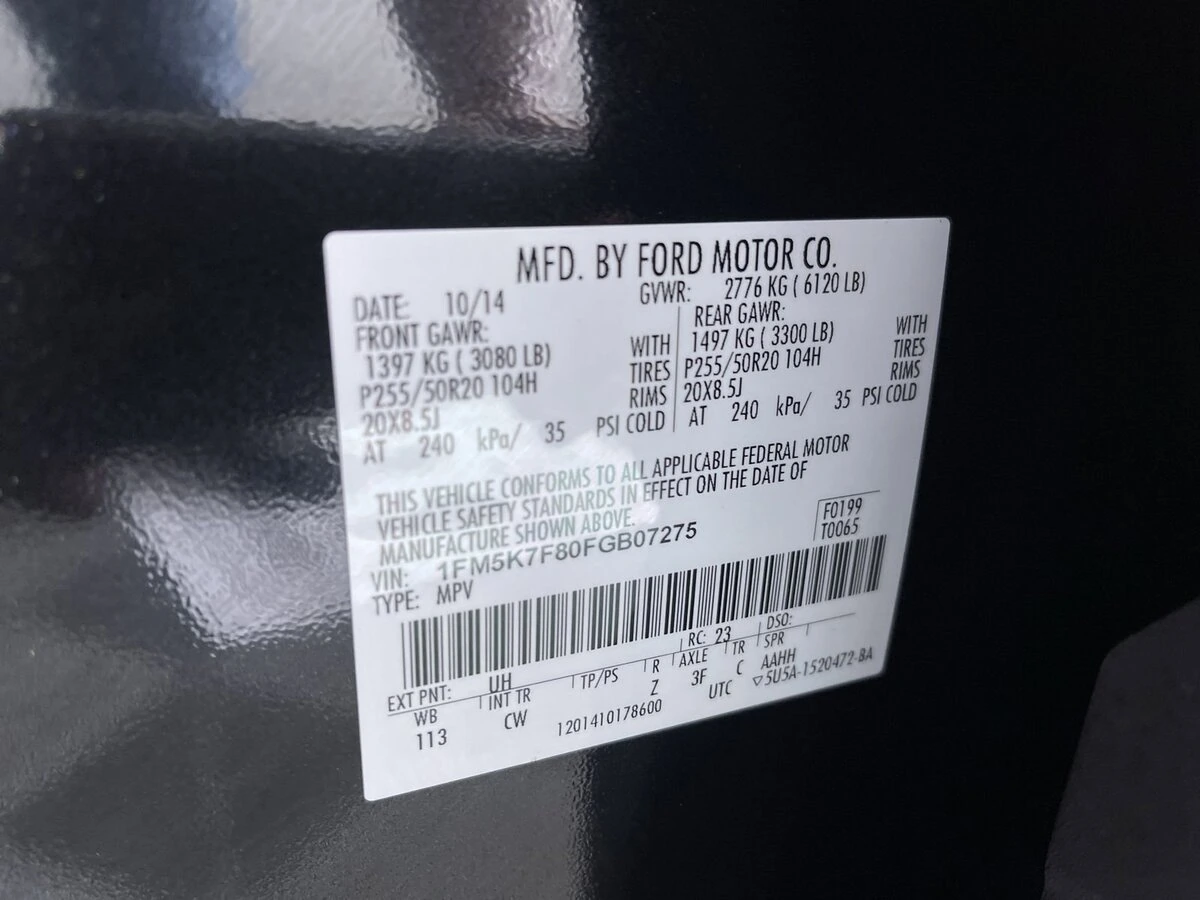 MFD. BY FORD MOTOR CO.
DATE: 10/14 GVWR: 2776 KG ( 6120 LB)
FRONT GAWR: REAR GAWR:
1397 KG ( 3080 LB) WITH 1497 KG ( 3300 LB) WITH
P255/50R20 104H TIRES P255/50R20 104H TIRES
20X8.5J RIMS 20X8.5J RIMS
AT 240 kPa/ 35 PSI COLD AT 240 kPa/ 35 PSI COLD
THIS VEHICLE CONFORMS TO ALL APPLICABLE FEDERAL MOTOR
VEHICLE SAFETY STANDARDS IN EFFECT ON THE DATE OF
MANUFACTURE SHOWN ABOVE.
VIN: 1FM5K7F80FGB07275 F0199
TYPE: MPV T0065
EXT PNT: UH RC: 23 DSO:
WB INT TR TP/PS R AXLE TR SPR
113 CW Z 3F C AAHH
1201410178600 UTC ▽5U5A-1520472-BA